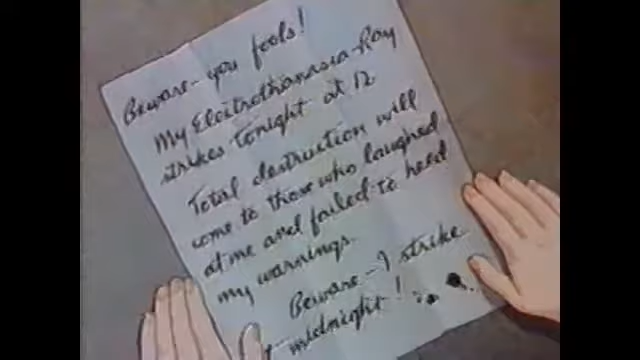 Beware - you fools!
My Electrothanasia-Ray
strikes Tonight at 12
Total destruction will
come to those who laughed
at me and failed to heed
my warnings.
Beware - I strike
midnight!